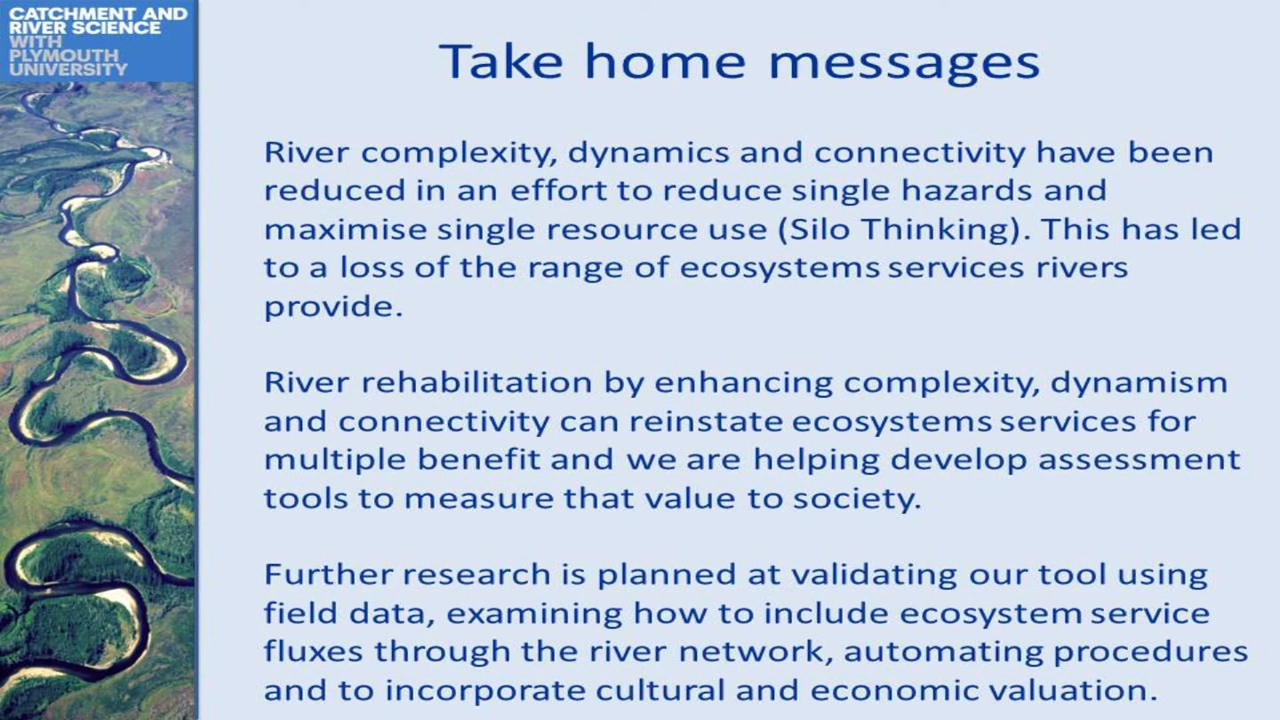 CATCHMENT AND
RIVER SCIENCE
WITH
PLYMOUTH
UNIVERSITY
Take home messages
River complexity, dynamics and connectivity have been
reduced in an effort to reduce single hazards and
maximise single resource use (Silo Thinking). This has led
to a loss of the range of ecosystems services rivers
provide.
River rehabilitation by enhancing complexity, dynamism
and connectivity can reinstate ecosystems services for
multiple benefit and we are helping develop assessment
tools to measure that value to society.
Further research is planned at validating our tool using
field data, examining how to include ecosystem service
fluxes through the river network, automating procedures
and to incorporate cultural and economic valuation.